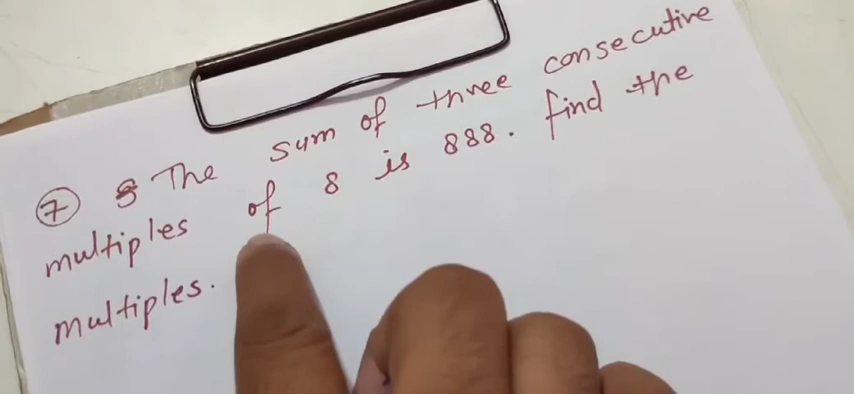 ⑦ The sum of three consecutive
multiples of 8 is 888. find the
multiples.